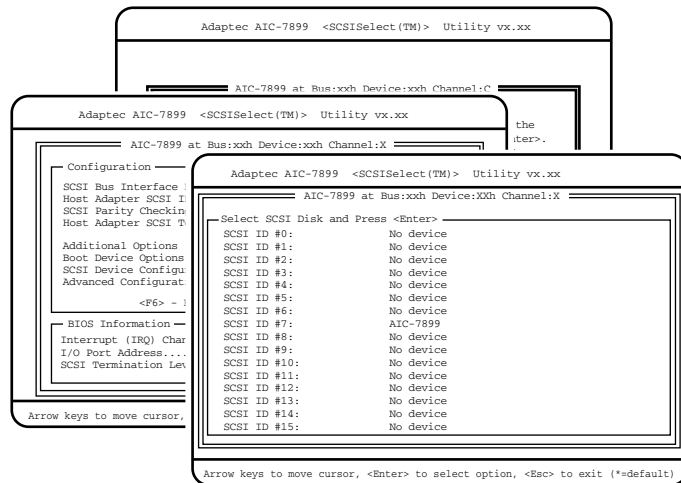 Adaptec AIC-7899 <SCSISelect(TM)> Utility vx.xx
AIC-7899 at Bus:xxh Device:xxh Channel:C
the
Adaptec AIC-7899 <SCSISelect(TM)> Utility vx.xx
AIC-7899 at Bus:xxh Device:xxh Channel:X
Configuration
SCSI Bus Interface
Host Adapter SCSI
SCSI Parity
Host Adapter SCSI
Additional Options
Boot Device Options
SCSI Device
Advanced
<F6> -
BIOS Information
Interrupt (IRQ)
I/O Port Address....
SCSI Termination
Arrow keys to move cursor,
Adaptec AIC-7899 <SCSISelect(TM)> Utility vx.xx
AIC-7899 at Bus:xxh Device:XXh Channel:X
Select SCSI Disk and Press <Enter>
SCSI ID #0: No device
SCSI ID #1: No device
SCSI ID #2: No device
SCSI ID #3: No device
SCSI ID #4: No device
SCSI ID #5: No device
SCSI ID #6: No device
SCSI ID #7: AIC-7899
SCSI ID #8: No device
SCSI ID #9: No device
SCSI ID #10: No device
SCSI ID #11: No device
SCSI ID #12: No device
SCSI ID #13: No device
SCSI ID #14: No device
SCSI ID #15: No device
Arrow keys to move cursor, <Enter> to select option, <Esc> to exit (*=default)